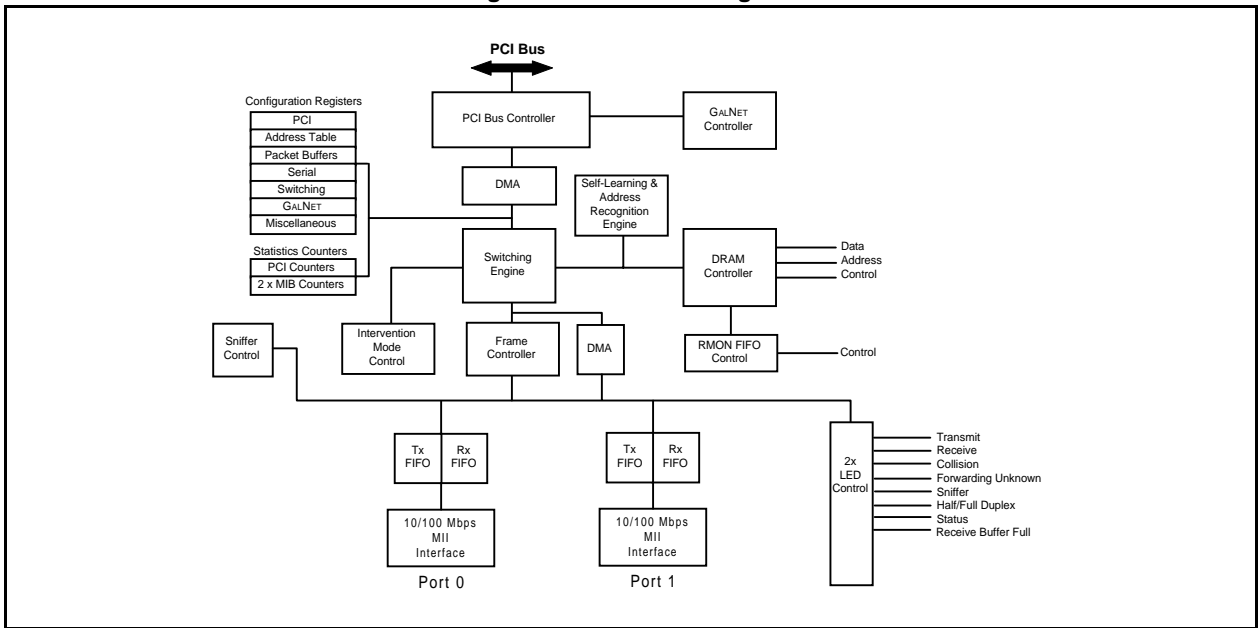 PCI Bus
Configuration Registers
PCI
Address Table
Packet Buffers
Serial
Switching
GALNET
Miscellaneous
Statistics Counters
PCI Counters
2 x MIB Counters
PCI Bus Controller
GALNET
Controller
DMA
Self-Learning &
Address
Recognition
Engine
Switching
Engine
DRAM
Controller
Data
Address
Control
Sniffer
Control
Intervention
Mode
Control
Frame
Controller
DMA
RMON FIFO
Control
Control
Tx
FIFO
Rx
FIFO
Tx
FIFO
Rx
FIFO
10/100 Mbps
MII
Interface
Port 0
10/100 Mbps
MII
Interface
Port 1
2x
LED
Control
Transmit
Receive
Collision
Forwarding Unknown
Sniffer
Half/Full Duplex
Status
Receive Buffer Full